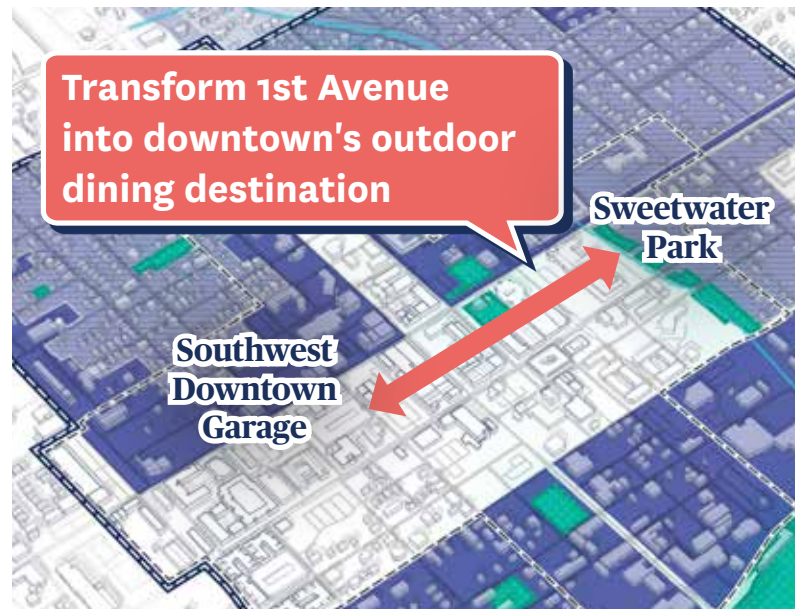 Transform 1st Avenue
into downtown's outdoor
dining destination
Sweetwater
Park
Southwest
Downtown
Garage